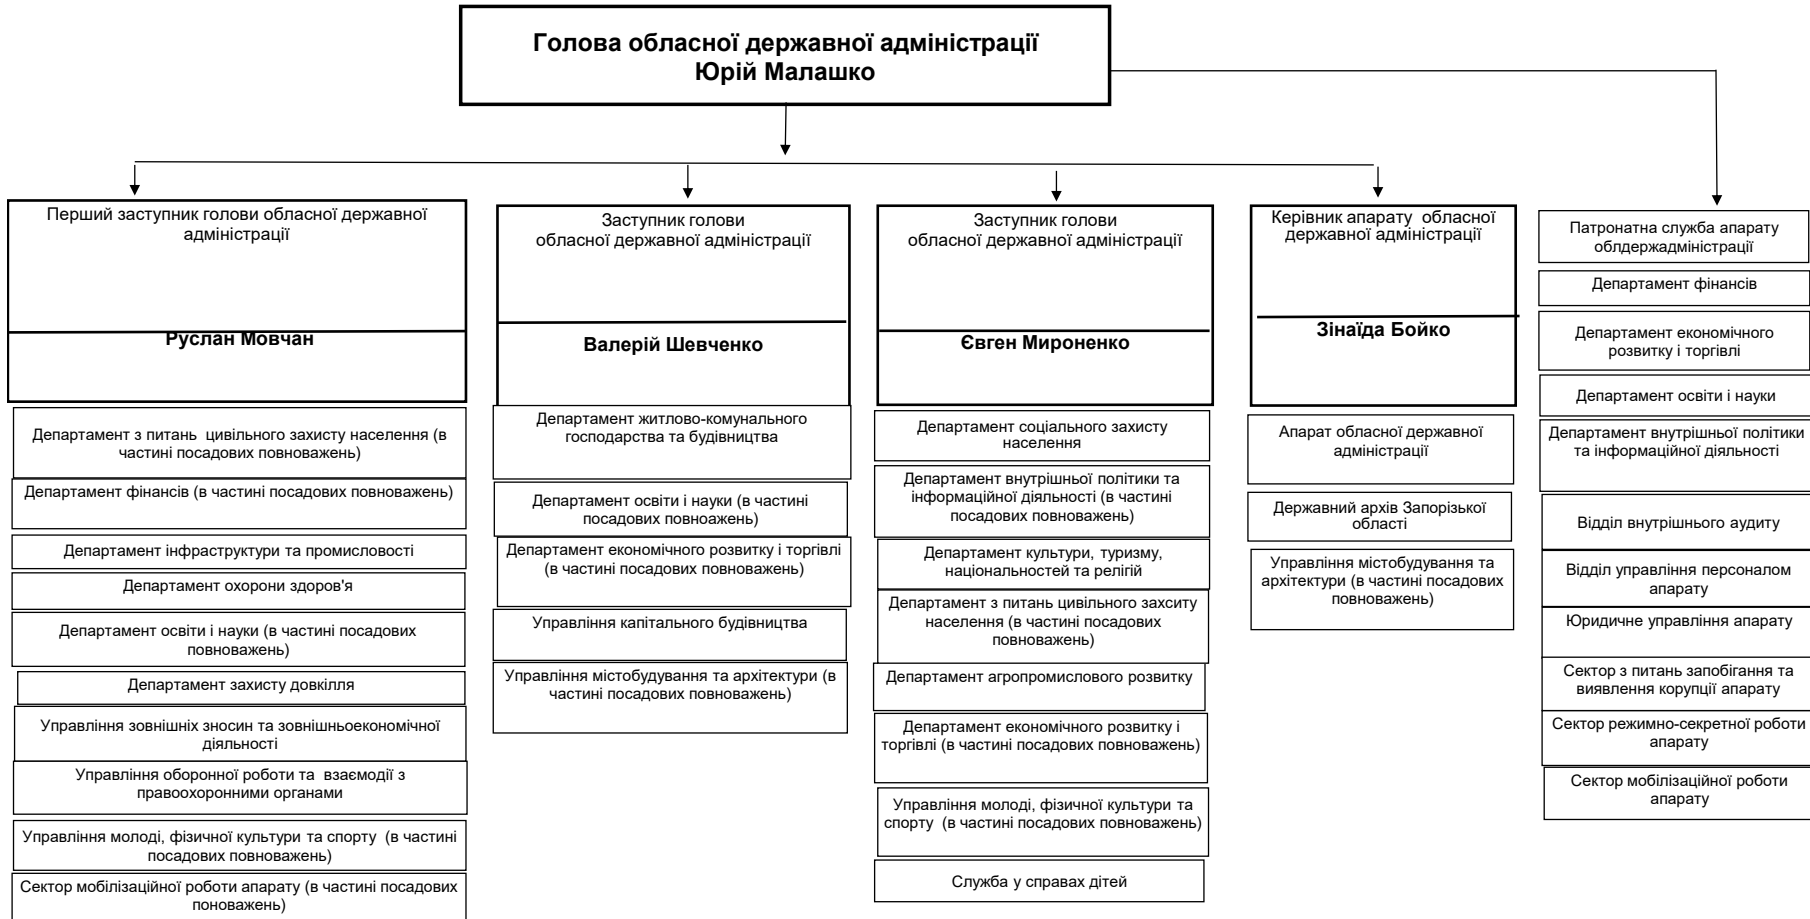 Голова обласної державної адміністрації
Юрій Малашко
Перший заступник голови обласної державної
адміністрації
Руслан Мовчан
Департамент з питань цивільного захисту населення (в
частині посадових повноважень)
Департамент фінансів (в частині посадових повноважень)
Департамент інфраструктури та промисловості
Департамент охорони здоров'я
Департамент освіти і науки (в частині посадових
повноважень)
Департамент захисту довкілля
Управління зовнішніх зносин та зовнішньоекономічної
діяльності
Управління оборонної роботи та взаємодії з
правоохоронними органами
Управління молоді, фізичної культури та спорту (в частині
посадових повноважень)
Сектор мобілізаційної роботи апарату (в частині посадових
поноважень)
Заступник голови
обласної державної адміністрації
Валерій Шевченко
Департамент житлово-комунального
господарства та будівництва
Департамент освіти і науки (в частині
посадових повноажень)
Департамент економічного розвитку і торгівлі
(в частині посадових повноважень)
Управління капітального будівництва
Управління містобудування та архітектури (в
частині посадових повноважень)
Заступник голови
обласної державної адміністрації
Євген Мироненко
Департамент соціального захисту
населення
Департамент внутрішньої політики та
інформаційної діяльності (в частині
посадових повноважень)
Департамент культури, туризму,
національностей та релігій
Департамент з питань цивільного захситу
населення (в частині посадових
повноважень)
Департамент агропромислового розвитку
Департамент економічного розвитку і
торгівлі (в частині посадових повноважень)
Управління молоді, фізичної культури та
спорту (в частині посадових повноважень)
Служба у справах дітей
Керівник апарату обласної
державної адміністрації
Зінаїда Бойко
Апарат обласної державної
адміністрації
Державний архів Запорізької
області
Управління містобудування та
архітектури (в частині посадових
повноважень)
Патронатна служба апарату
облдержадміністрації
Департамент фінансів
Департамент економічного
розвитку і торгівлі
Департамент освіти і науки
Департамент внутрішньої політики
та інформаційної діяльності
Відділ внутрішнього аудиту
Відділ управління персоналом
апарату
Юридичне управління апарату
Сектор з питань запобігання та
виявлення корупції апарату
Сектор режимно-секретної роботи
апарату
Сектор мобілізаційної роботи
апарату